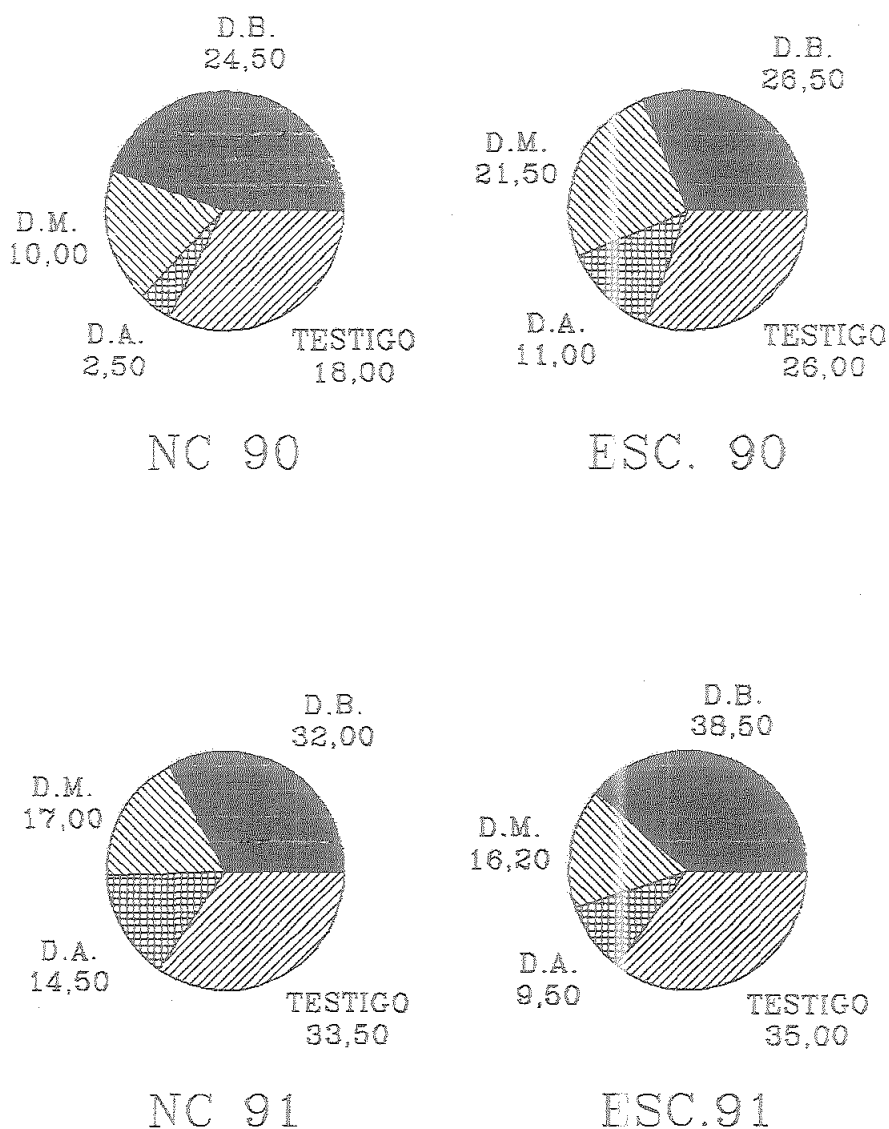 D.B.
24,50
D.M.
10,00
D.A.
2,50
TESTIGO
18,00
NC 90
D.B.
26,50
D.M.
21,50
D.A.
11,00
TESTIGO
26,00
ESC. 90
D.B.
32,00
D.M.
17,00
D.A.
14,50
TESTIGO
33,50
NC 91
D.B.
38,50
D.M.
16,20
D.A.
9,50
TESTIGO
35,00
ESC.91